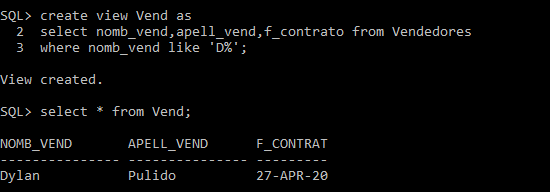 SQL> create view Vend as
  2  select nomb_vend,apell_vend,f_contrato from Vendedores
  3  where nomb_vend like 'D%';
View created.
SQL> select * from Vend;
NOMB_VEND       APELL_VEND      F_CONTRAT
--------------- --------------- ---------
Dylan           Pulido          27-APR-20